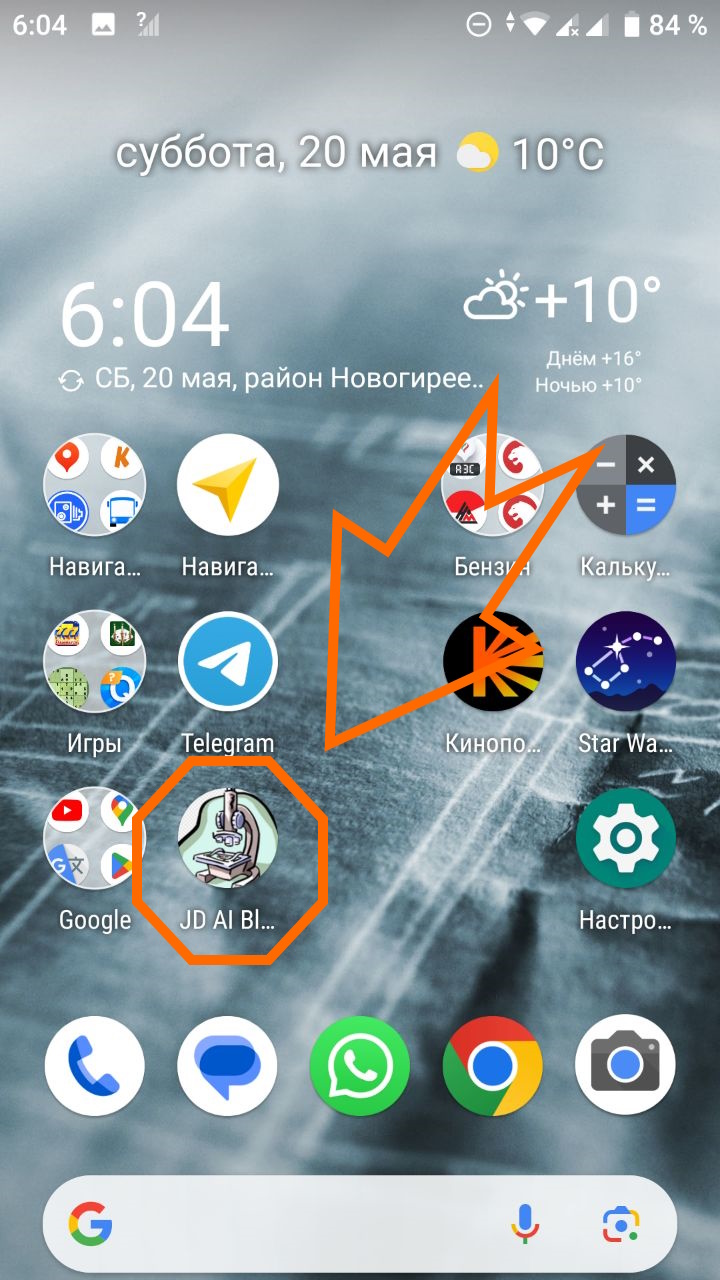 6:04 ? 84 %
суббота, 20 мая 10°C
6:04 +10°
Днём +16°
СБ, 20 мая, район Новогирее.. Ночью +10°
АЗС
Навига... Навига... Бензин Кальку...
Игры Telegram Кинопо... Star Wa...
Google JD AI Bl... Настро...
G